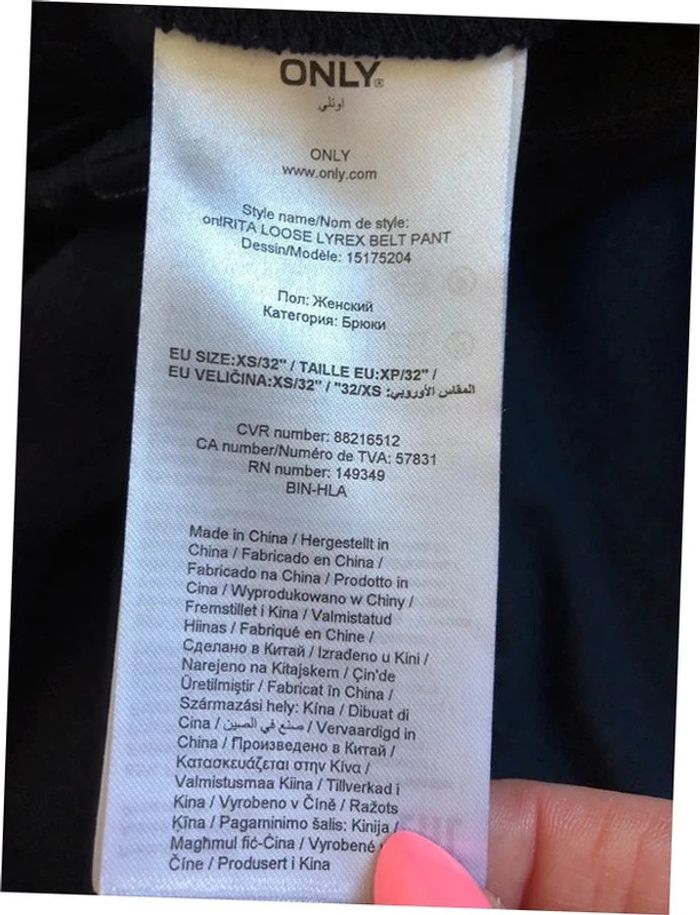 ONLY®
اونلي
ONLY
www.only.com
Style name/Nom de style:
onlRITA LOOSE LYREX BELT PANT
Dessin/Modèle: 15175204
Пол: Женский
Категория: Брюки
EU SIZE:XS/32" / TAILLE EU:XP/32" /
EU VELIČINA:XS/32" / "32/XS المقاس الأوروبي:
CVR number: 88216512
CA number/Numéro de TVA: 57831
RN number: 149349
BIN-HLA
Made in China / Hergestellt in
China / Fabricado en China /
Fabricado na China / Prodotto in
Cina / Wyprodukowano w Chiny /
Fremstillet i Kina / Valmistatud
Hiinas / Fabriqué en Chine /
Сделано в Китай / Izrađeno u Kini /
Narejeno na Kitajskem / Çin'de
Üretilmiştir / Fabricat în China /
Származási hely: Kína / Dibuat di
Cina / صنع في الصين / Vervaardigd in
China / Произведено в Китай /
Κατασκευάζεται στην Κίνα /
Valmistusmaa Kiina / Tillverkad i
Kina / Vyrobeno v Číně / Ražots
Ķīna / Pagaminimo šalis: Kinija /
Magħmul fiċ-Ċina / Vyrobené
Číne / Produsert i Kina